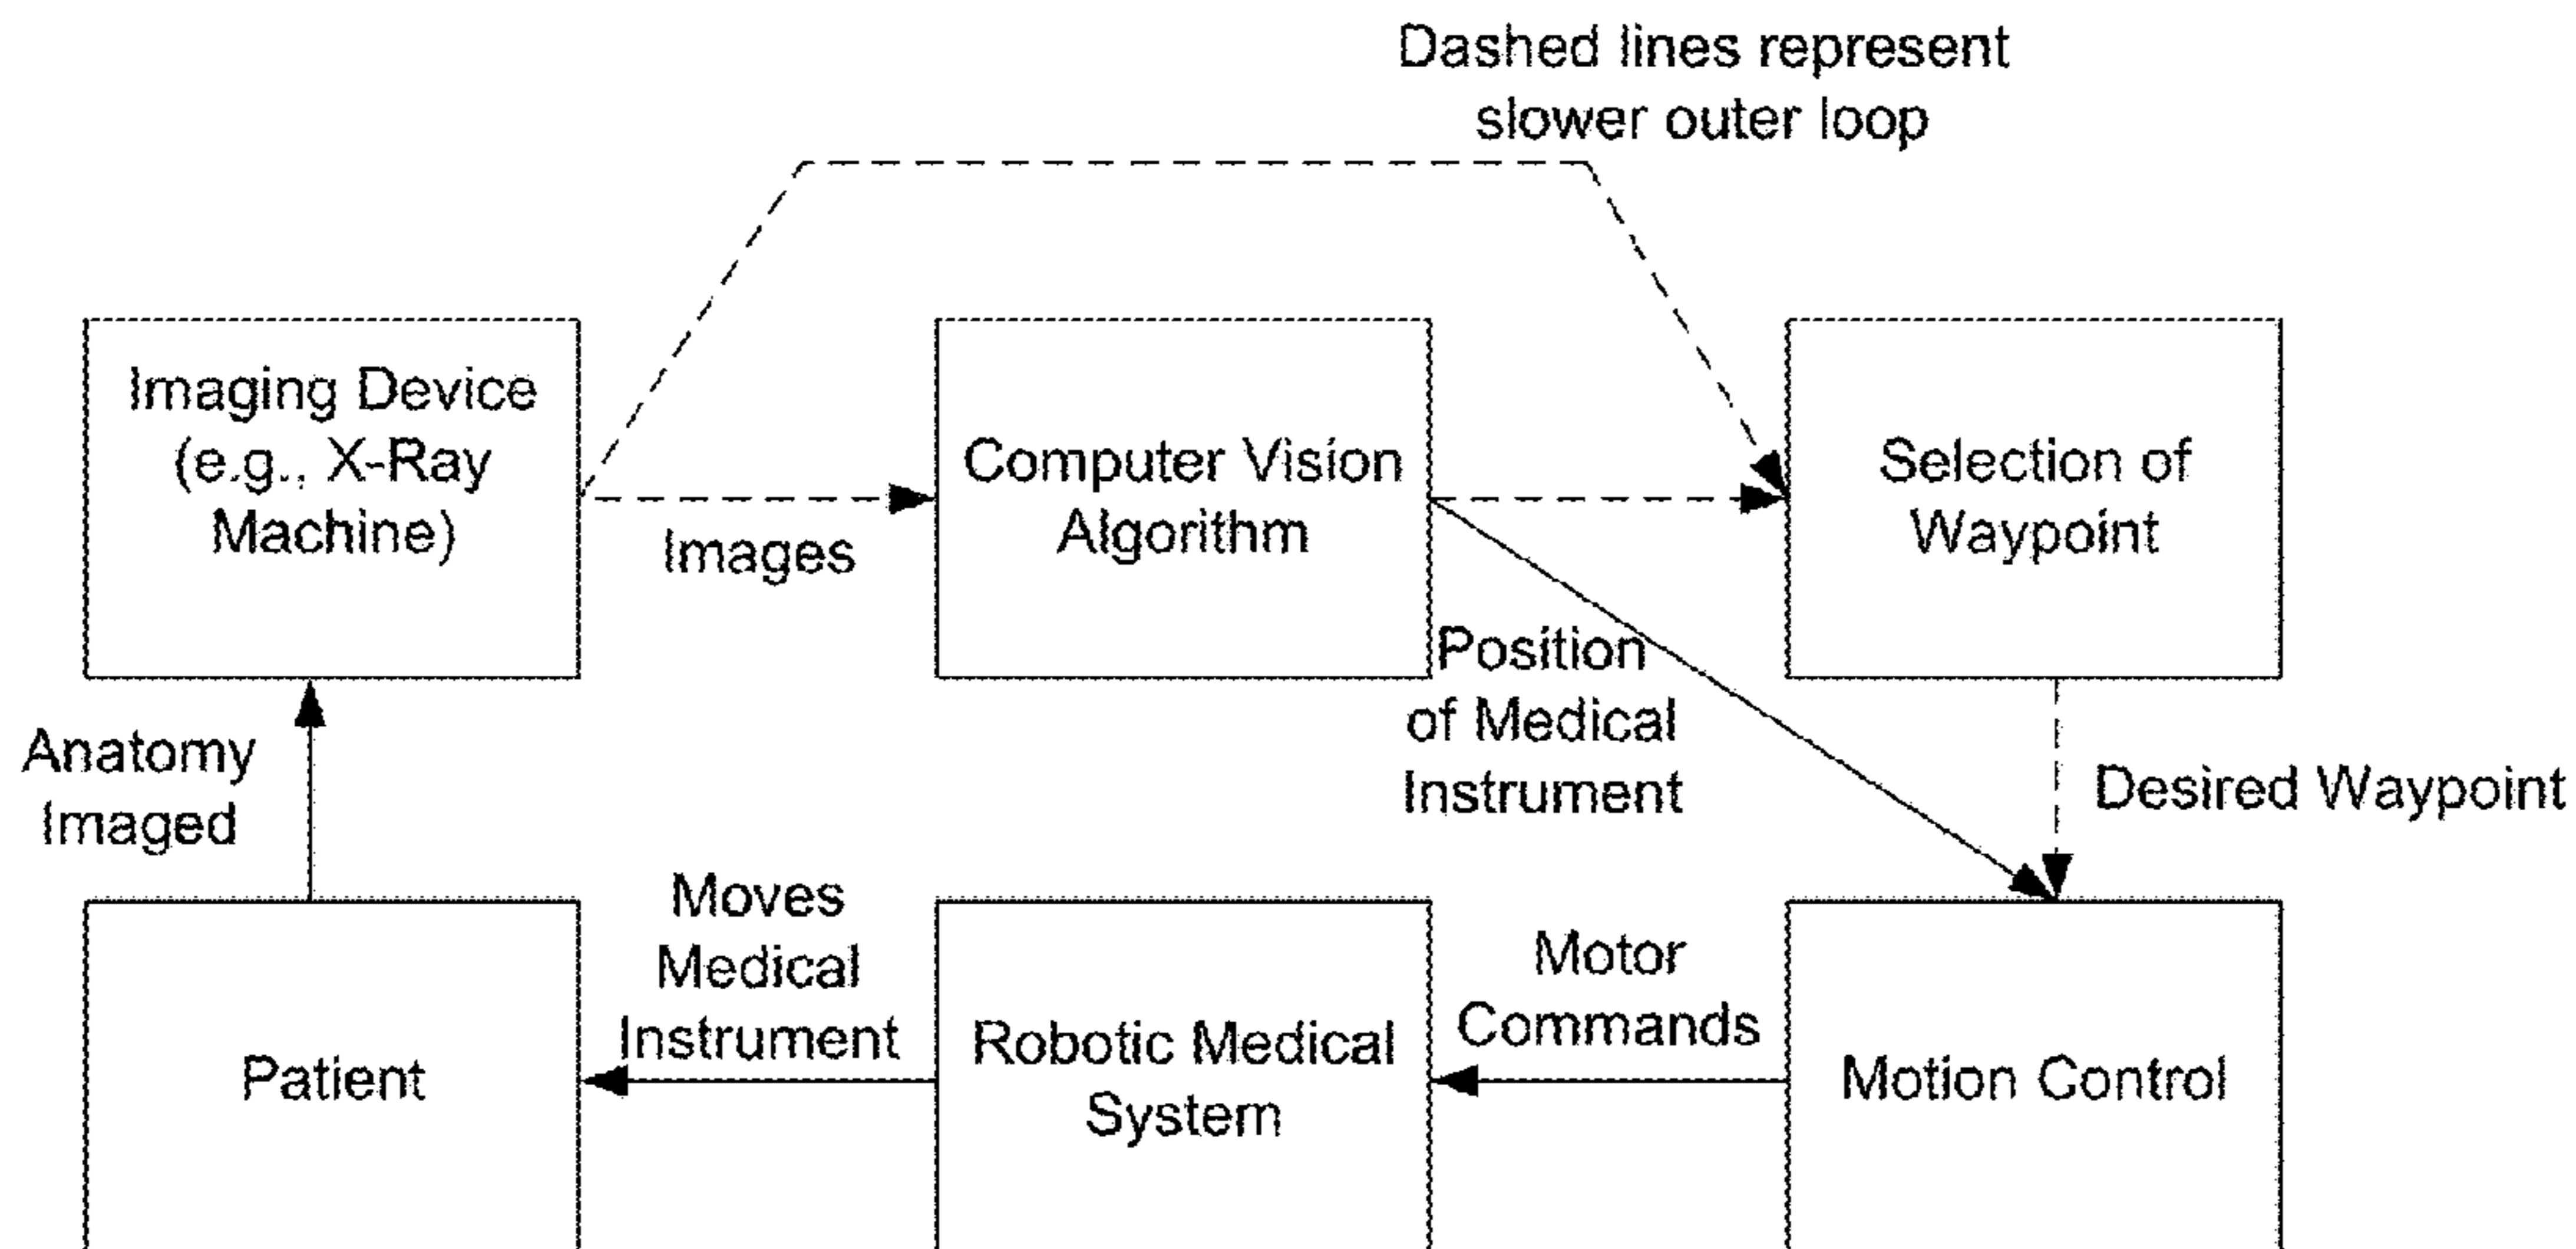 Dashed lines represent
slower outer loop
Imaging Device
(e.g., X-Ray
Machine)
Images
Computer Vision
Algorithm
Selection of
Waypoint
Position
of Medical
Instrument
Anatomy
Imaged
Desired Waypoint
Patient
Moves
Medical
Instrument
Robotic Medical
System
Motor
Commands
Motion Control